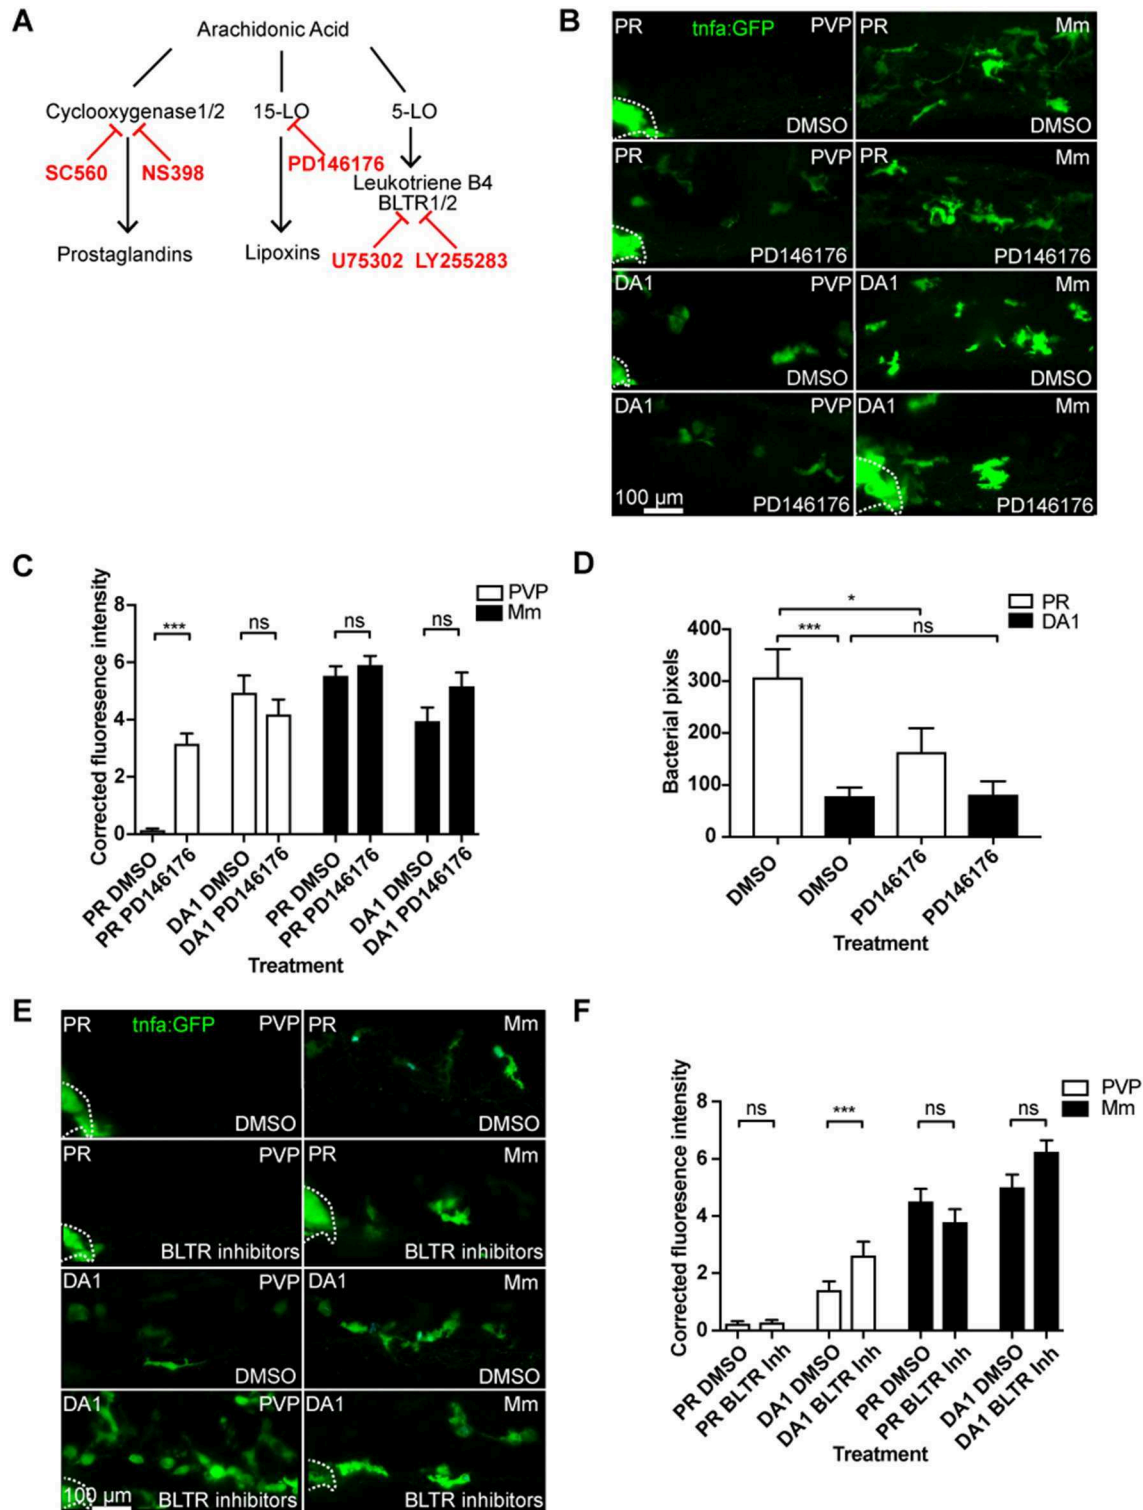 A
Arachidonic Acid
Cyclooxygenase1/2
15-LO
5-LO
SC560
NS398
PD146176
Leukotriene B4
BLTR1/2
Prostaglandins
Lipoxins
U75302
LY255283
B
PR
tnfa:GFP
PVP
DMSO
PR
Mm
DMSO
PR
PVP
PD146176
PR
Mm
PD146176
DA1
PVP
DMSO
DA1
Mm
DMSO
DA1
PVP
100 µm
PD146176
DA1
Mm
PD146176
C
Corrected fluoresence intensity
8
6
4
2
0
***
ns
ns
ns
PVP
Mm
PR DMSO
PR PD146176
DA1 DMSO
DA1 PD146176
PR DMSO
PR PD146176
DA1 DMSO
DA1 PD146176
Treatment
D
Bacterial pixels
400
300
200
100
0
*
***
ns
PR
DA1
DMSO
DMSO
PD146176
PD146176
Treatment
E
PR
tnfa:GFP
PVP
DMSO
PR
Mm
DMSO
PR
PVP
BLTR inhibitors
PR
Mm
BLTR inhibitors
DA1
PVP
DMSO
DA1
Mm
DMSO
DA1
PVP
100 µm
BLTR inhibitors
DA1
Mm
BLTR inhibitors
F
Corrected fluoresence intensity
8
6
4
2
0
ns
***
ns
ns
PVP
Mm
PR DMSO
PR BLTR Inh
DA1 DMSO
DA1 BLTR Inh
PR DMSO
PR BLTR Inh
DA1 DMSO
DA1 BLTR Inh
Treatment